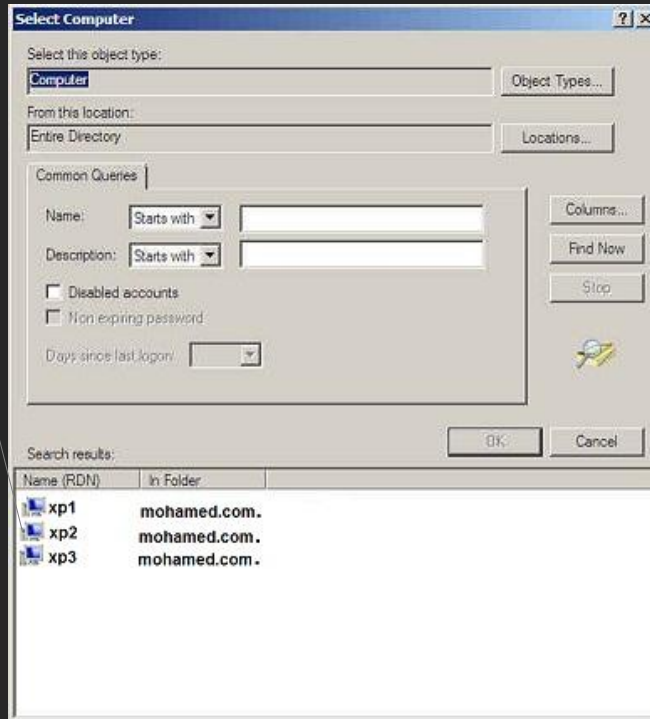 Select Computer
Select this object type:
Computer
Object Types...
From this location:
Entire Directory
Locations...
Common Queries
Name:
Starts with
Columns...
Description:
Starts with
Find Now
Disabled accounts
Stop
Non expiring password
Days since last logon:
OK
Cancel
Search results:
Name (RDN)
In Folder
xp1 mohamed.com.
xp2 mohamed.com.
xp3 mohamed.com.